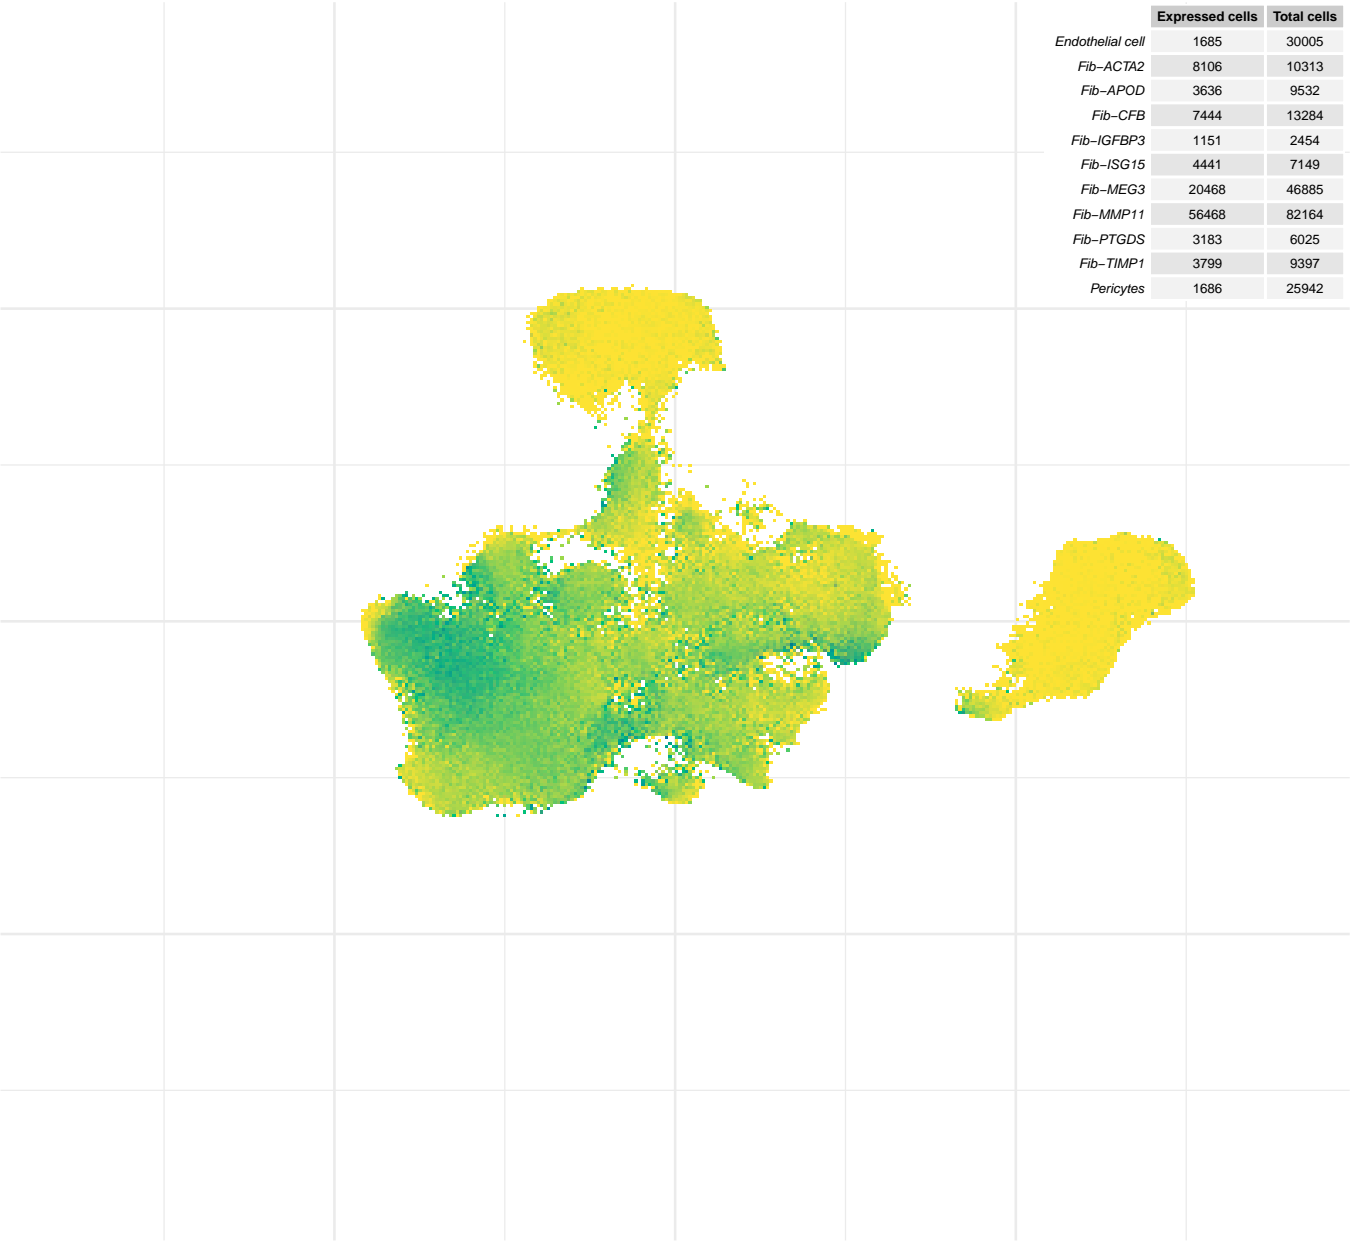 Expressed cells Total cells
Endothelial cell 1685 30005
Fib−ACTA2 8106 10313
Fib−APOD 3636 9532
Fib−CFB 7444 13284
Fib−IGFBP3 1151 2454
Fib−ISG15 4441 7149
Fib−MEG3 20468 46885
Fib−MMP11 56468 82164
Fib−PTGDS 3183 6025
Fib−TIMP1 3799 9397
Pericytes 1686 25942